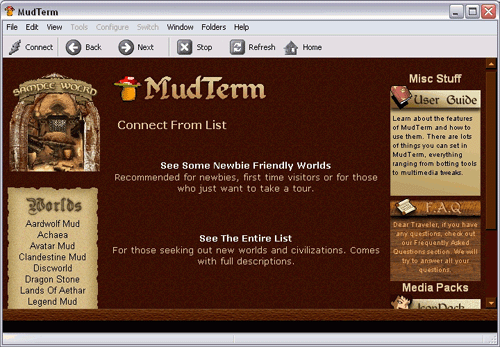 MudTerm
File Edit View Tools Configure Switch Window Folders Help
Connect Back Next Stop Refresh Home
SAMPLE WORLD
Worlds
Aardwolf Mud
Achaea
Avatar Mud
Clandestine Mud
Discworld
Dragon Stone
Lands Of Aethar
Legend Mud
MudTerm
Connect From List
See Some Newbie Friendly Worlds
Recommended for newbies, first time visitors or for those
who just want to take a tour.
See The Entire List
For those seeking out new worlds and civilizations. Comes
with full descriptions.
Misc Stuff
User Guide
Learn about the features
of MudTerm and how to
use them. There are lots
of things you can set in
MudTerm, everything
ranging from botting tools
to multimedia tweaks.
F.A.Q
Dear Traveler, if you have
any questions, check out
our Frequently Asked
Questions section. We will
try to answer all your
questions.
Media Packs
IconPack